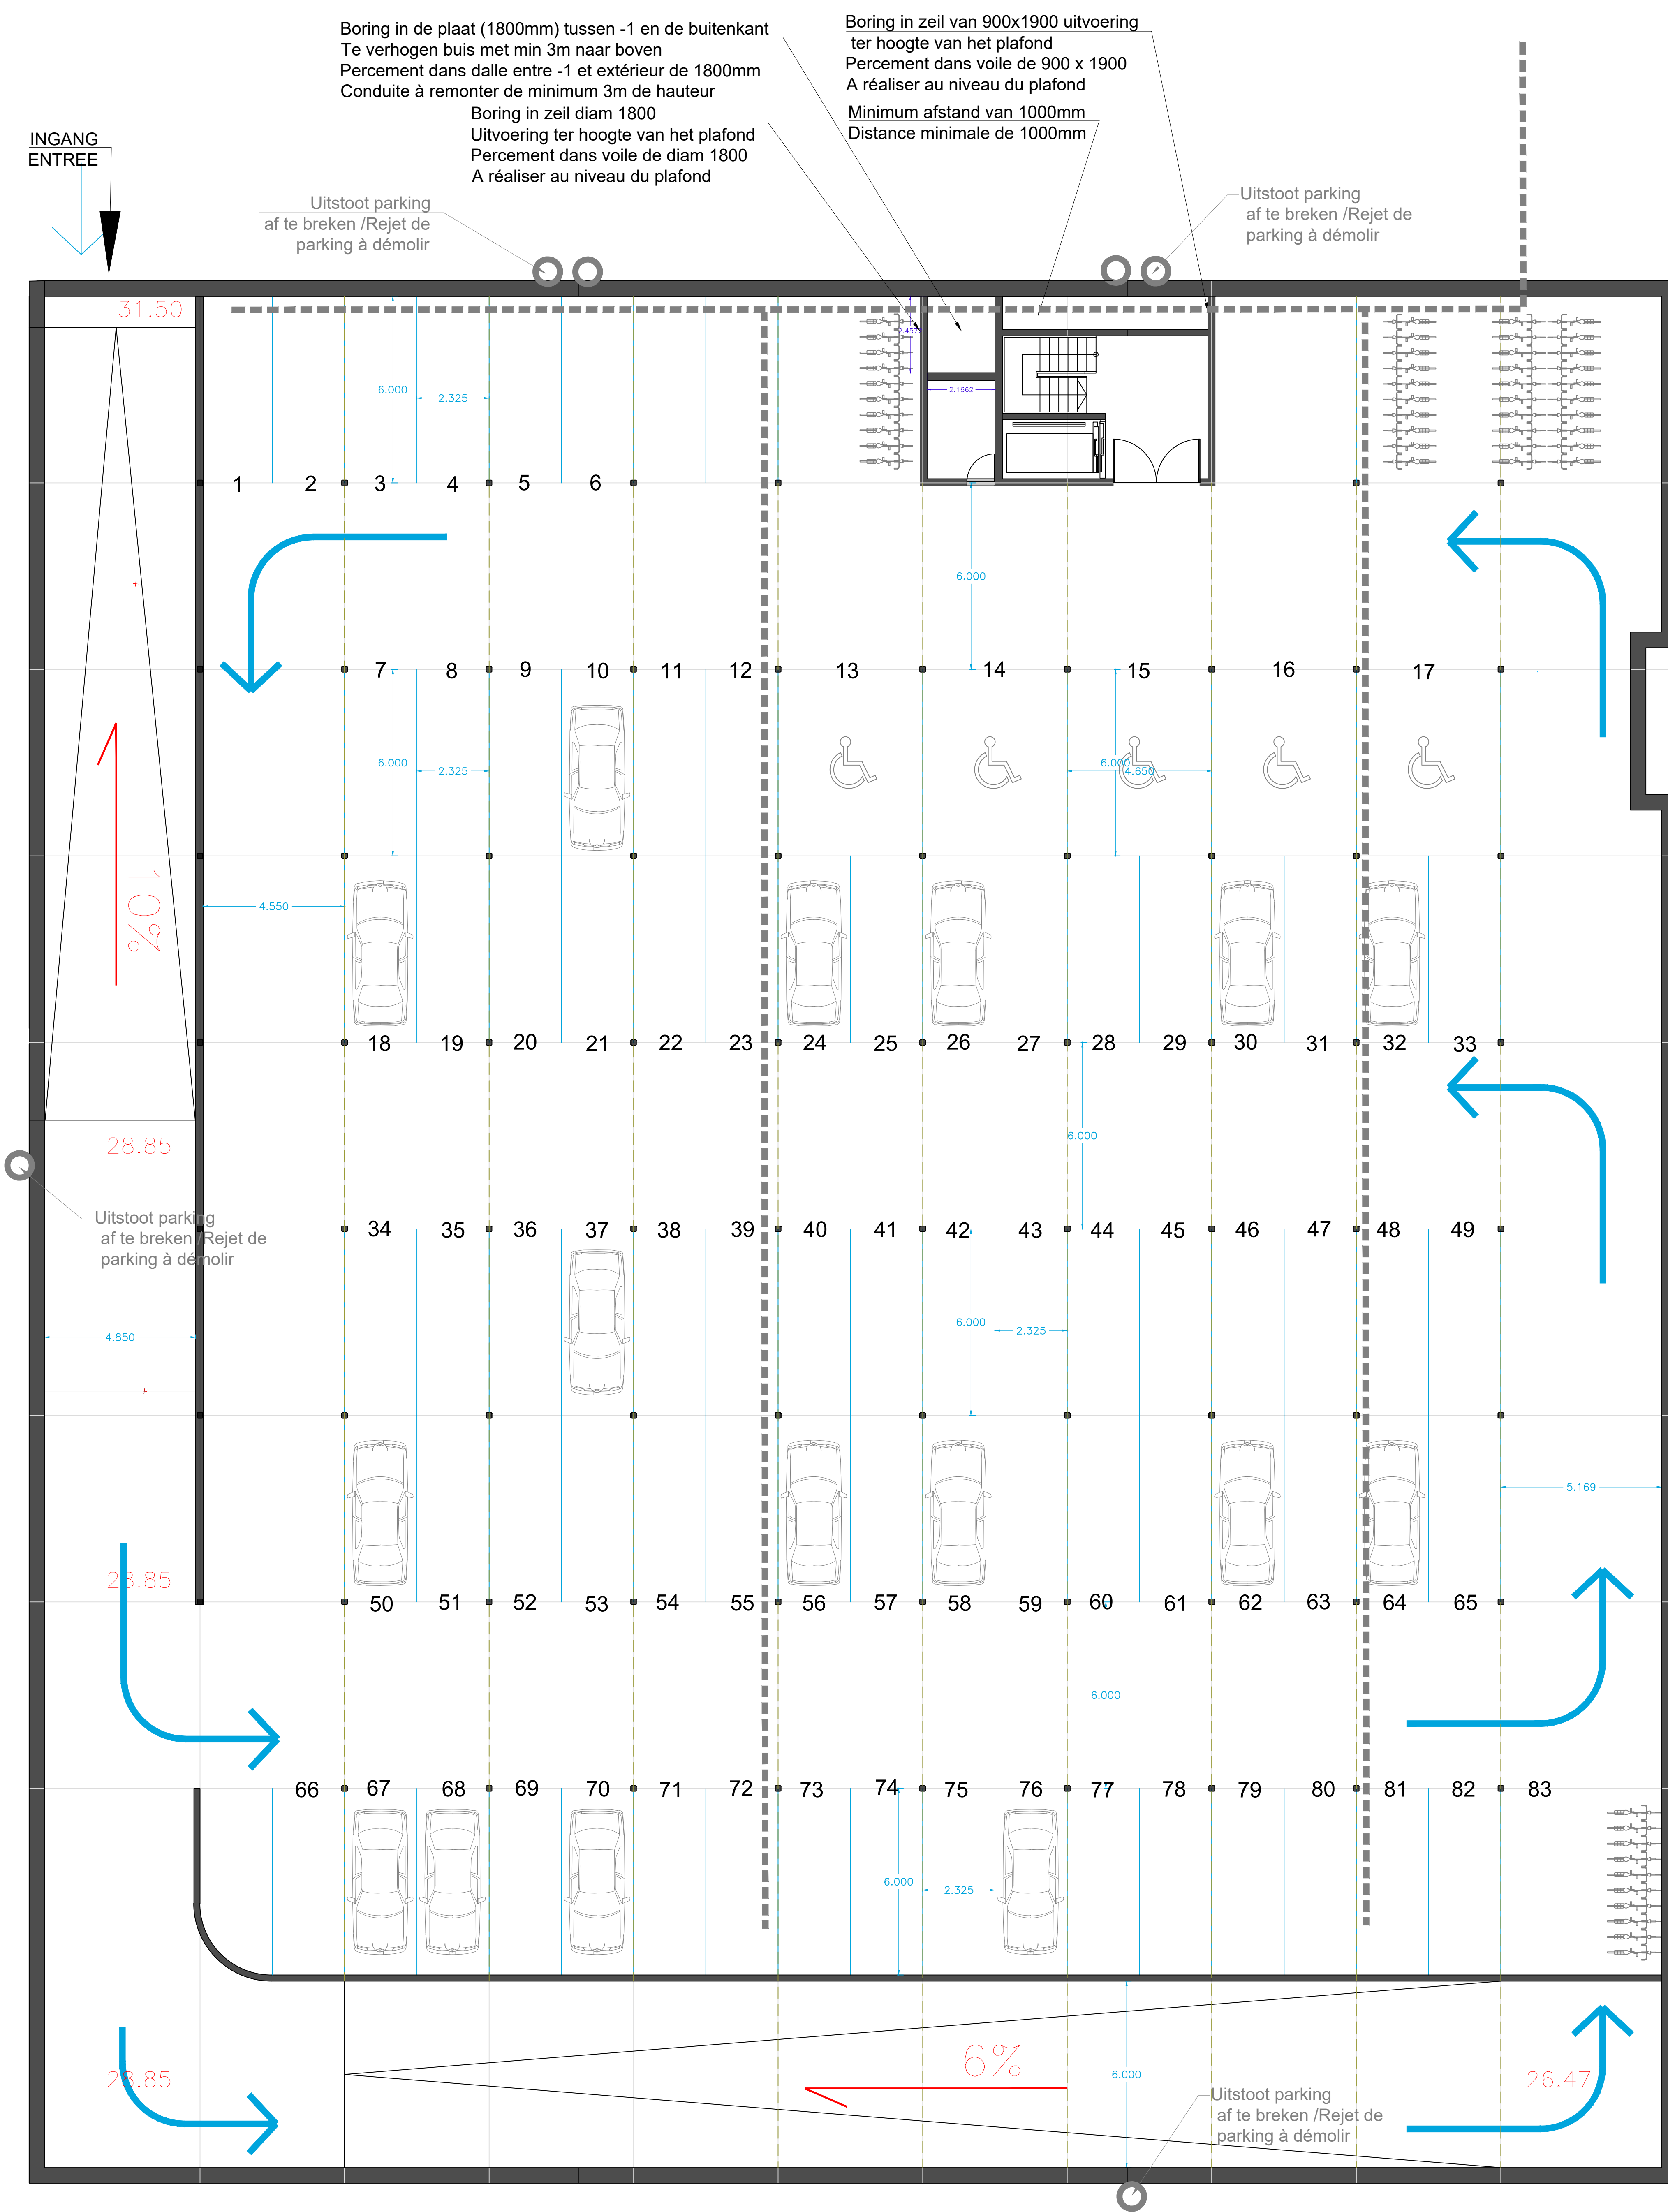 Boring in de plaat (1800mm) tussen -1 en de buitenkant
Te verhogen buis met min 3m naar boven
Percement dans dalle entre -1 et extérieur de 1800mm
Conduite à remonter de minimum 3m de hauteur
Boring in zeil diam 1800
Uitvoering ter hoogte van het plafond
Percement dans voile de diam 1800
A réaliser au niveau du plafond
Boring in zeil van 900x1900 uitvoering
ter hoogte van het plafond
Percement dans voile de 900 x 1900
A réaliser au niveau du plafond
Minimum afstand van 1000mm
Distance minimale de 1000mm
INGANG
ENTREE
Uitstoot parking
af te breken /Rejet de
parking à démolir
Uitstoot parking
af te breken /Rejet de
parking à démolir
31.50
2.4572
6.000
2.325
2.1662
1 2 3 4 5 6
6.000
7 8 9 10 11 12 13 14 15 16 17
6.000
2.325
6.000
4.650
10%
4.550
18 19 20 21 22 23 24 25 26 27 28 29 30 31 32 33
6.000
28.85
Uitstoot parking
af te breken /Rejet de
parking à démolir
34 35 36 37 38 39 40 41 42 43 44 45 46 47 48 49
6.000
2.325
4.850
5.169
28.85
50 51 52 53 54 55 56 57 58 59 60 61 62 63 64 65
6.000
66 67 68 69 70 71 72 73 74 75 76 77 78 79 80 81 82 83
6.000
2.325
6%
6.000
28.85
26.47
Uitstoot parking
af te breken /Rejet de
parking à démolir